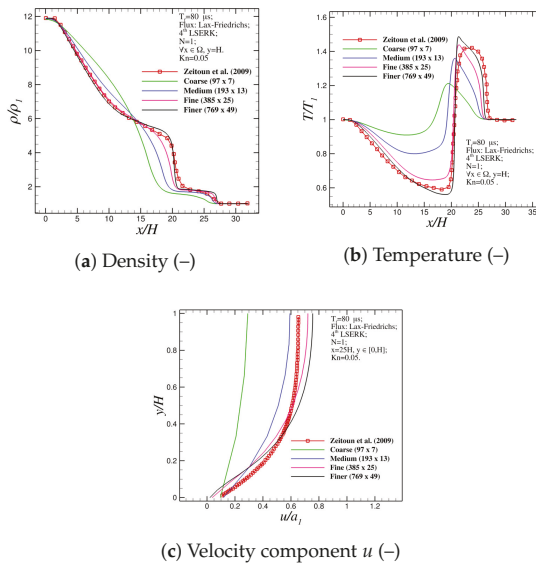 T_f=80 μs;
Flux: Lax-Friedrichs;
4th LSERK;
N=1;
∀x ∈ Ω, y=H.
Kn=0.05
Zeitoun et al. (2009)
Coarse (97 x 7)
Medium (193 x 13)
Fine (385 x 25)
Finer (769 x 49)
ρ/ρ_1
12
10
8
6
4
2
0 5 10 15 20 25 30
x/H
(a) Density (–)
Zeitoun et al. (2009)
Coarse (97 x 7)
Medium (193 x 13)
Fine (385 x 25)
Finer (769 x 49)
T_f=80 μs;
Flux: Lax-Friedrichs;
4th LSERK;
N=1;
∀x ∈ Ω, y=H.
Kn=0.05 .
T/T_1
1.6
1.4
1.2
1.0
0.8
0.6
0 5 10 15 20 25 30 35
x/H
(b) Temperature (–)
T_f=80 μs;
Flux: Lax-Friedrichs;
4th LSERK;
N=1;
x=25H, y ∈ [0,H].
Kn=0.05.
Zeitoun et al. (2009)
Coarse (97 x 7)
Medium (193 x 13)
Fine (385 x 25)
Finer (769 x 49)
y/H
1
0.8
0.6
0.4
0.2
0
0 0.2 0.4 0.6 0.8 1 1.2
u/a_1
(c) Velocity component u (–)